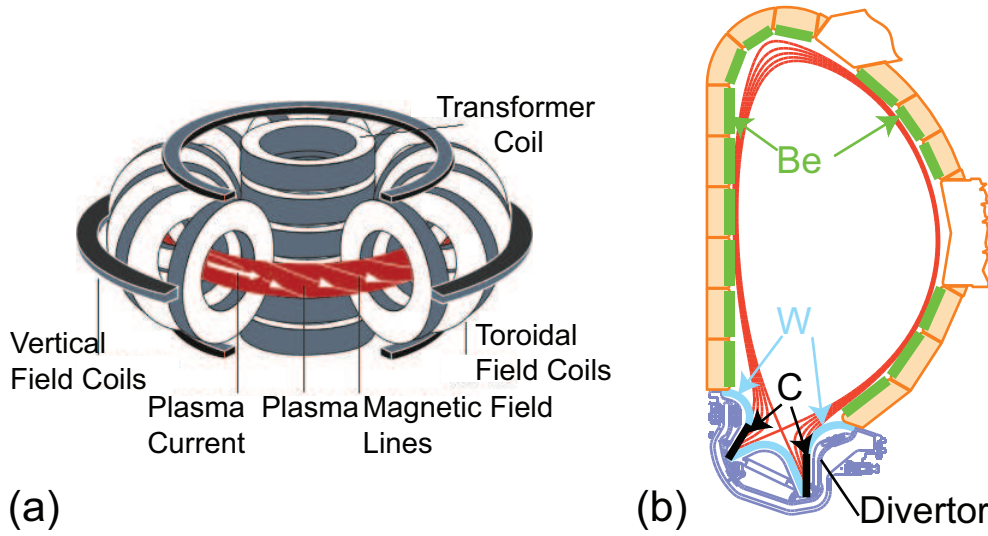 Transformer
Coil
Vertical
Field Coils
Plasma
Current
Plasma
Magnetic Field
Lines
Toroidal
Field Coils
(a)
Be
W
C
Divertor
(b)